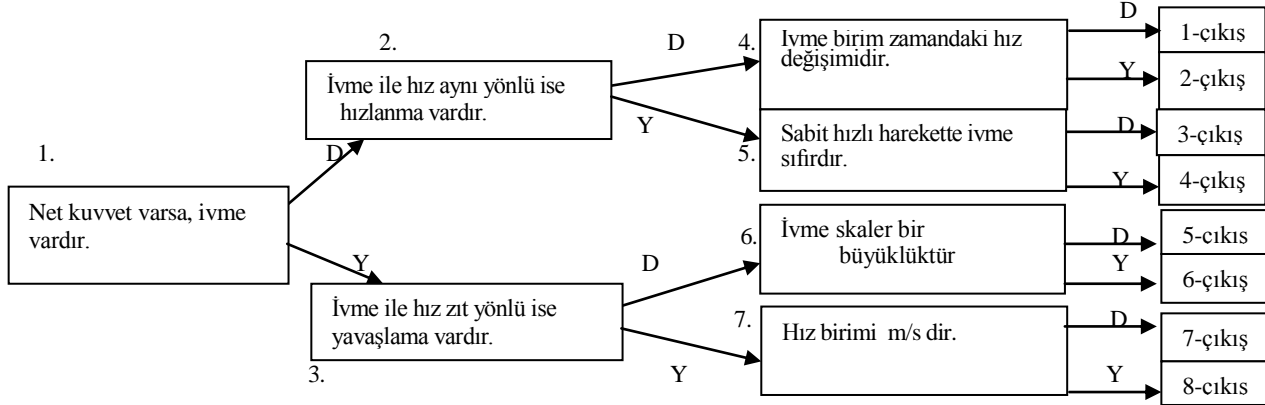 1.
Net kuvvet varsa, ivme
vardır.
D
Y
2.
İvme ile hız aynı yönlü ise
hızlanma vardır.
D
Y
3.
İvme ile hız zıt yönlü ise
yavaşlama vardır.
D
Y
4.
Ivme birim zamandaki hız
değişimidir.
D
Y
1-çıkış
2-çıkış
5.
Sabit hızlı harekette ivme
sıfırdır.
D
Y
3-çıkış
4-çıkış
6.
İvme skaler bir
büyüklüktür
D
Y
5-çıkıs
6-çıkış
7.
Hız birimi m/s dir.
D
Y
7-çıkış
8-çıkıs